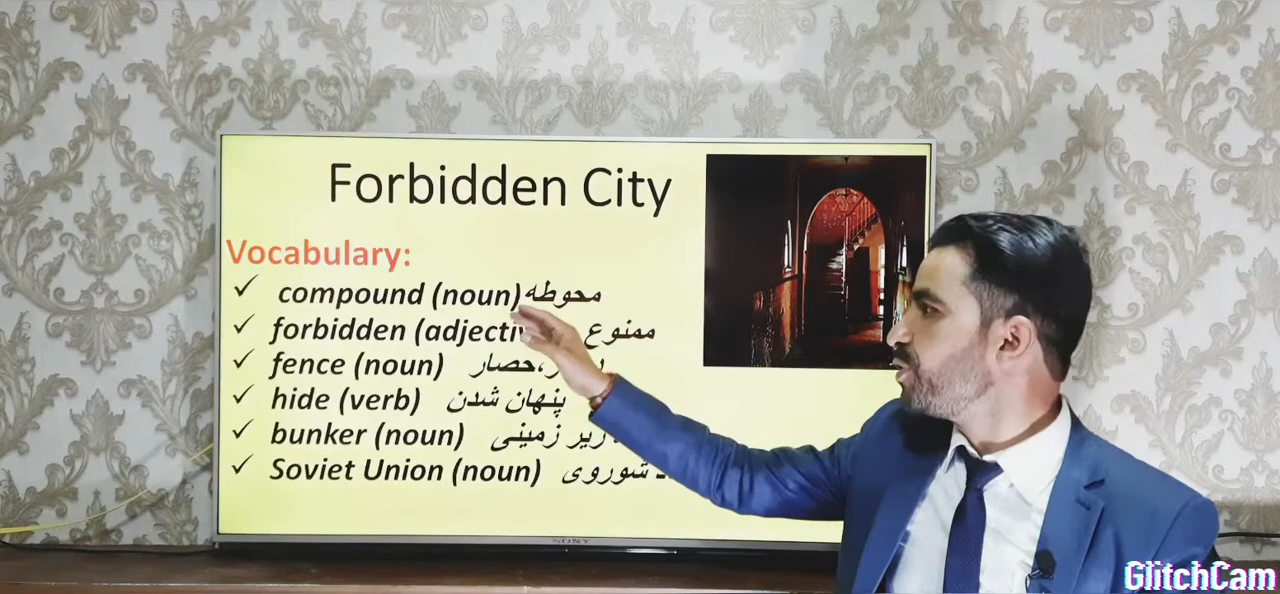 Forbidden City
Vocabulary:
✓ compound (noun) محوطه
✓ forbidden (adjecti ممنوع
✓ fence (noun) حصار،
✓ hide (verb) پنهان شدن
✓ bunker (noun) زیر زمینی
✓ Soviet Union (noun) شوروی
SONY
GlitchCam